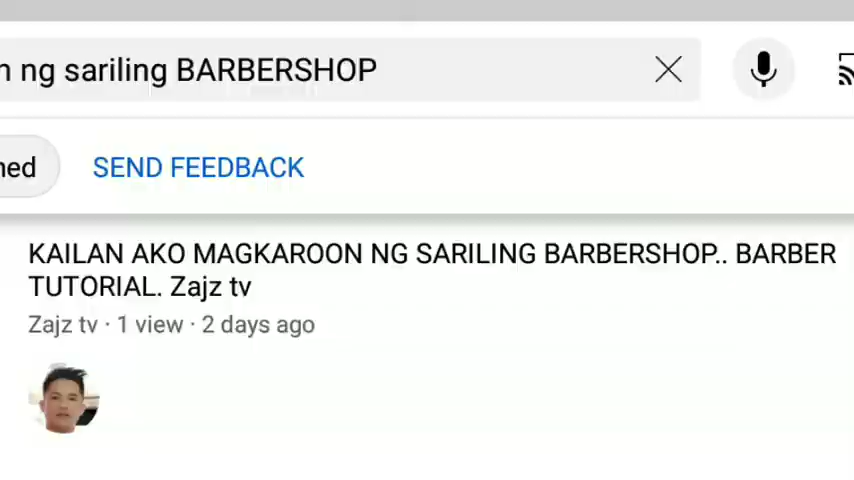 ng sariling BARBERSHOP
SEND FEEDBACK
KAILAN AKO MAGKAROON NG SARILING BARBERSHOP.. BARBER
TUTORIAL. Zajz tv
Zajz tv · 1 view · 2 days ago